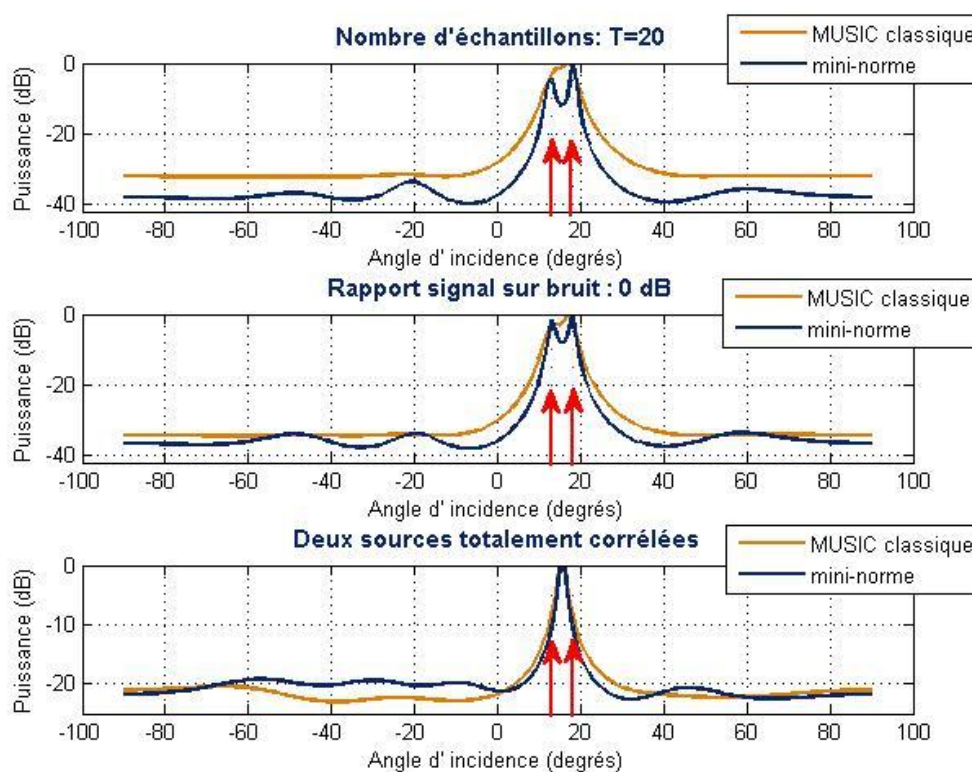 Nombre d'échantillons: T=20
MUSIC classique
mini-norme
Puissance (dB)
0
-20
-40
-100 -80 -60 -40 -20 0 20 40 60 80 100
Angle d' incidence (degrés)
Rapport signal sur bruit : 0 dB
MUSIC classique
mini-norme
Puissance (dB)
0
-20
-40
-100 -80 -60 -40 -20 0 20 40 60 80 100
Angle d' incidence (degrés)
Deux sources totalement corrélées
MUSIC classique
mini-norme
Puissance (dB)
0
-10
-20
-100 -80 -60 -40 -20 0 20 40 60 80 100
Angle d' incidence (degrés)